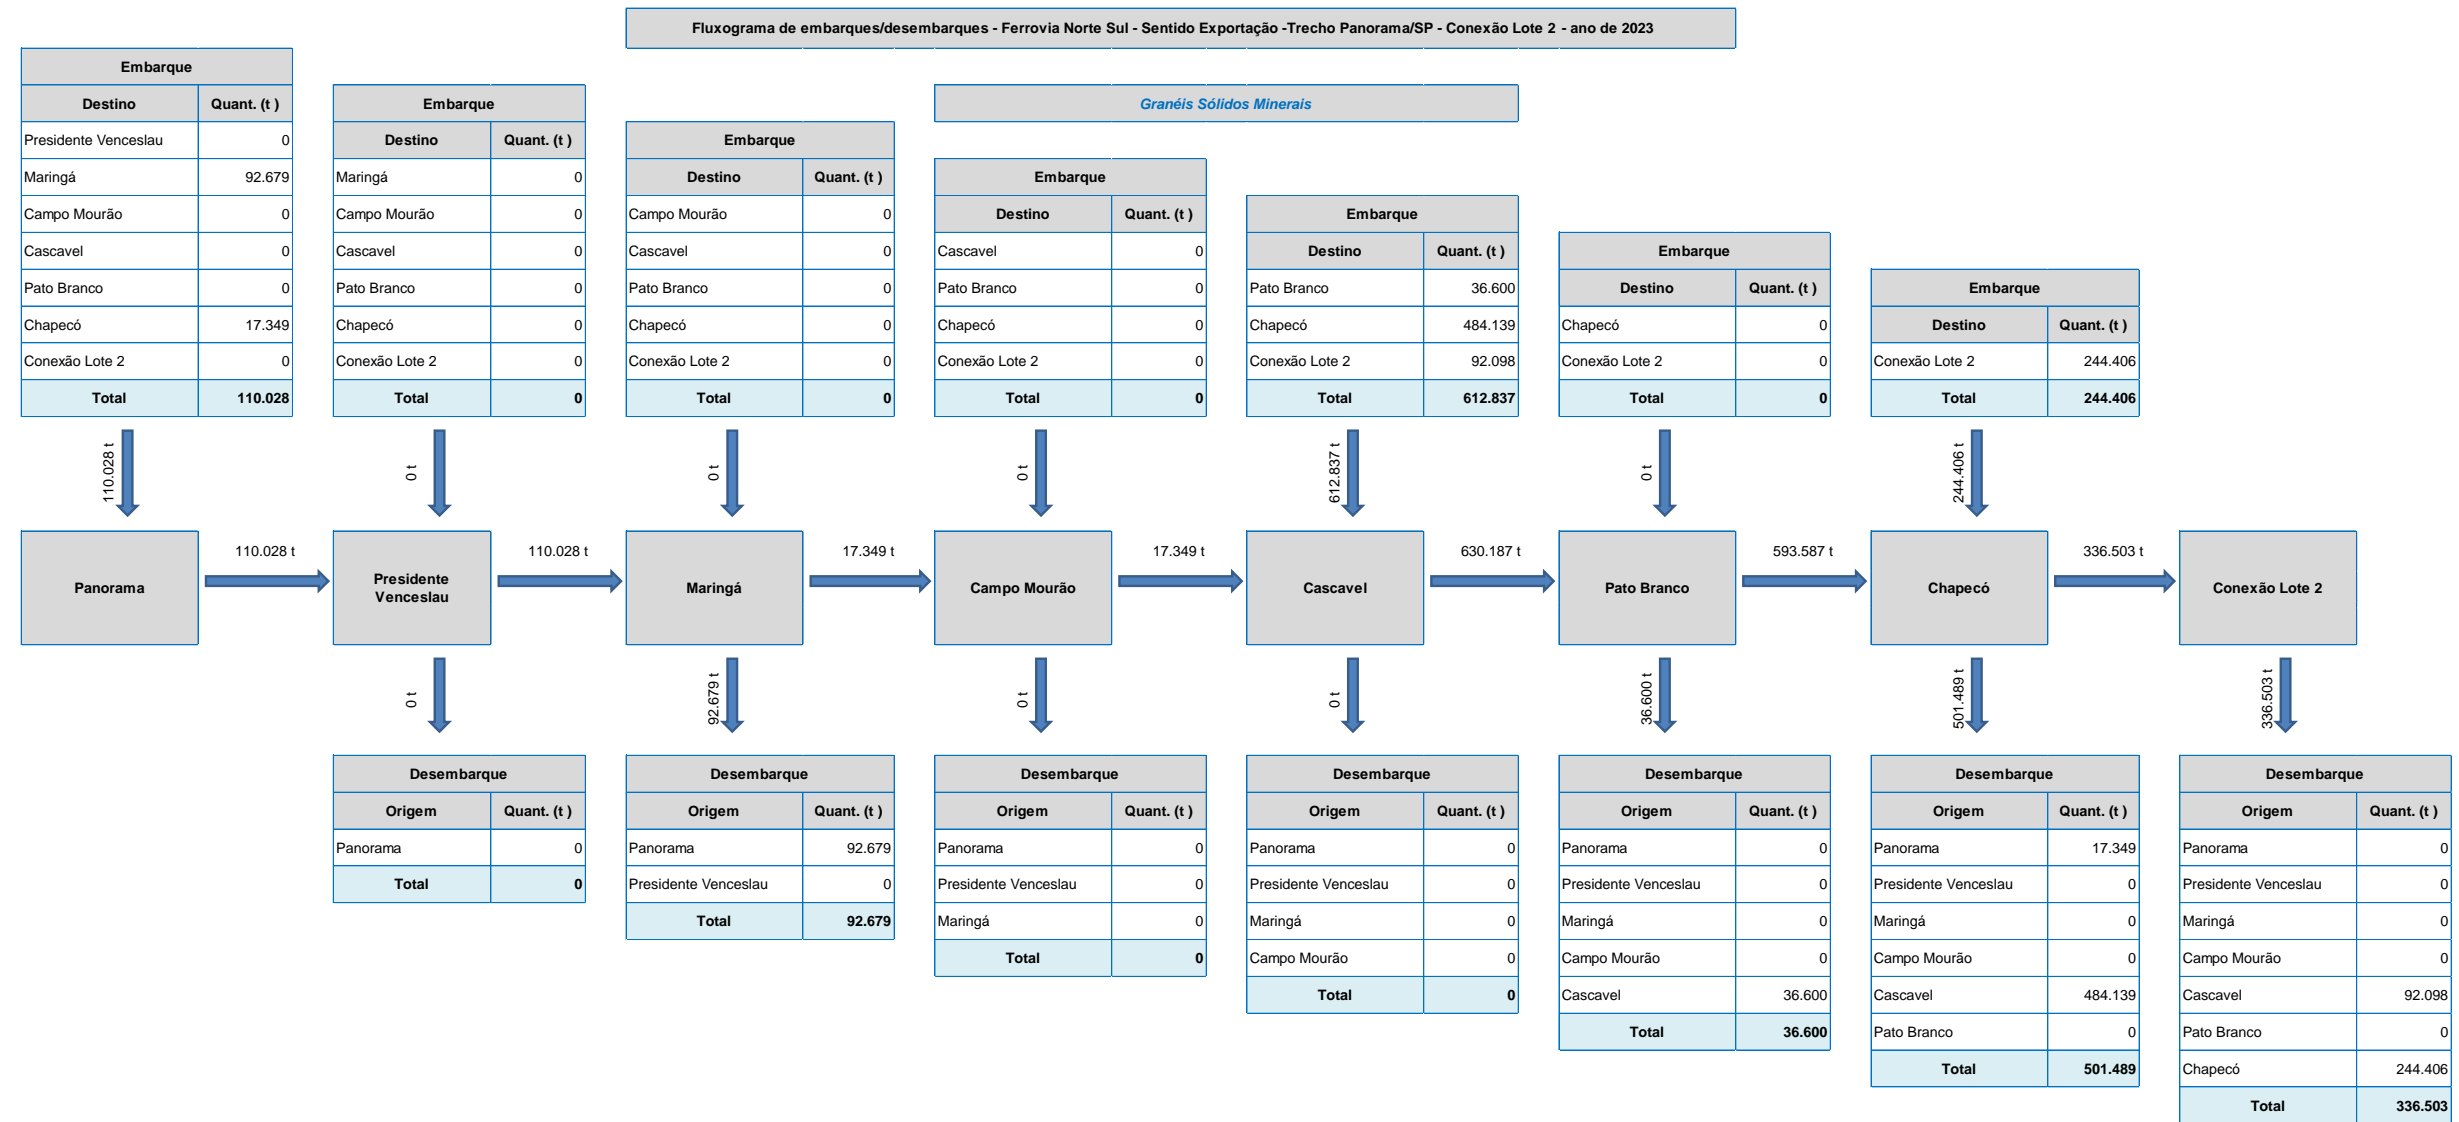 Fluxograma de embarques/desembarques - Ferrovia Norte Sul - Sentido Exportação -Trecho Panorama/SP - Conexão Lote 2 - ano de 2023
Granéis Sólidos Minerais
Embarque
Destino Quant. (t )
Presidente Venceslau 0
Maringá 92.679
Campo Mourão 0
Cascavel 0
Pato Branco 0
Chapecó 17.349
Conexão Lote 2 0
Total 110.028
Embarque
Destino Quant. (t )
Maringá 0
Campo Mourão 0
Cascavel 0
Pato Branco 0
Chapecó 0
Conexão Lote 2 0
Total 0
Embarque
Destino Quant. (t )
Campo Mourão 0
Cascavel 0
Pato Branco 0
Chapecó 0
Conexão Lote 2 0
Total 0
Embarque
Destino Quant. (t )
Cascavel 0
Pato Branco 0
Chapecó 0
Conexão Lote 2 0
Total 0
Embarque
Destino Quant. (t )
Pato Branco 36.600
Chapecó 484.139
Conexão Lote 2 92.098
Total 612.837
Embarque
Destino Quant. (t )
Chapecó 0
Conexão Lote 2 0
Total 0
Embarque
Destino Quant. (t )
Conexão Lote 2 244.406
Total 244.406
110.028 t
0 t
0 t
0 t
612.837 t
0 t
244.406 t
Panorama
110.028 t
Presidente
Venceslau
110.028 t
Maringá
17.349 t
Campo Mourão
17.349 t
Cascavel
630.187 t
Pato Branco
593.587 t
Chapecó
336.503 t
Conexão Lote 2
0 t
92.679 t
0 t
0 t
36.600 t
501.489 t
336.503 t
Desembarque
Origem Quant. (t )
Panorama 0
Total 0
Desembarque
Origem Quant. (t )
Panorama 92.679
Presidente Venceslau 0
Total 92.679
Desembarque
Origem Quant. (t )
Panorama 0
Presidente Venceslau 0
Maringá 0
Total 0
Desembarque
Origem Quant. (t )
Panorama 0
Presidente Venceslau 0
Maringá 0
Campo Mourão 0
Total 0
Desembarque
Origem Quant. (t )
Panorama 0
Presidente Venceslau 0
Maringá 0
Campo Mourão 0
Cascavel 36.600
Total 36.600
Desembarque
Origem Quant. (t )
Panorama 17.349
Presidente Venceslau 0
Maringá 0
Campo Mourão 0
Cascavel 484.139
Pato Branco 0
Total 501.489
Desembarque
Origem Quant. (t )
Panorama 0
Presidente Venceslau 0
Maringá 0
Campo Mourão 0
Cascavel 92.098
Pato Branco 0
Chapecó 244.406
Total 336.503